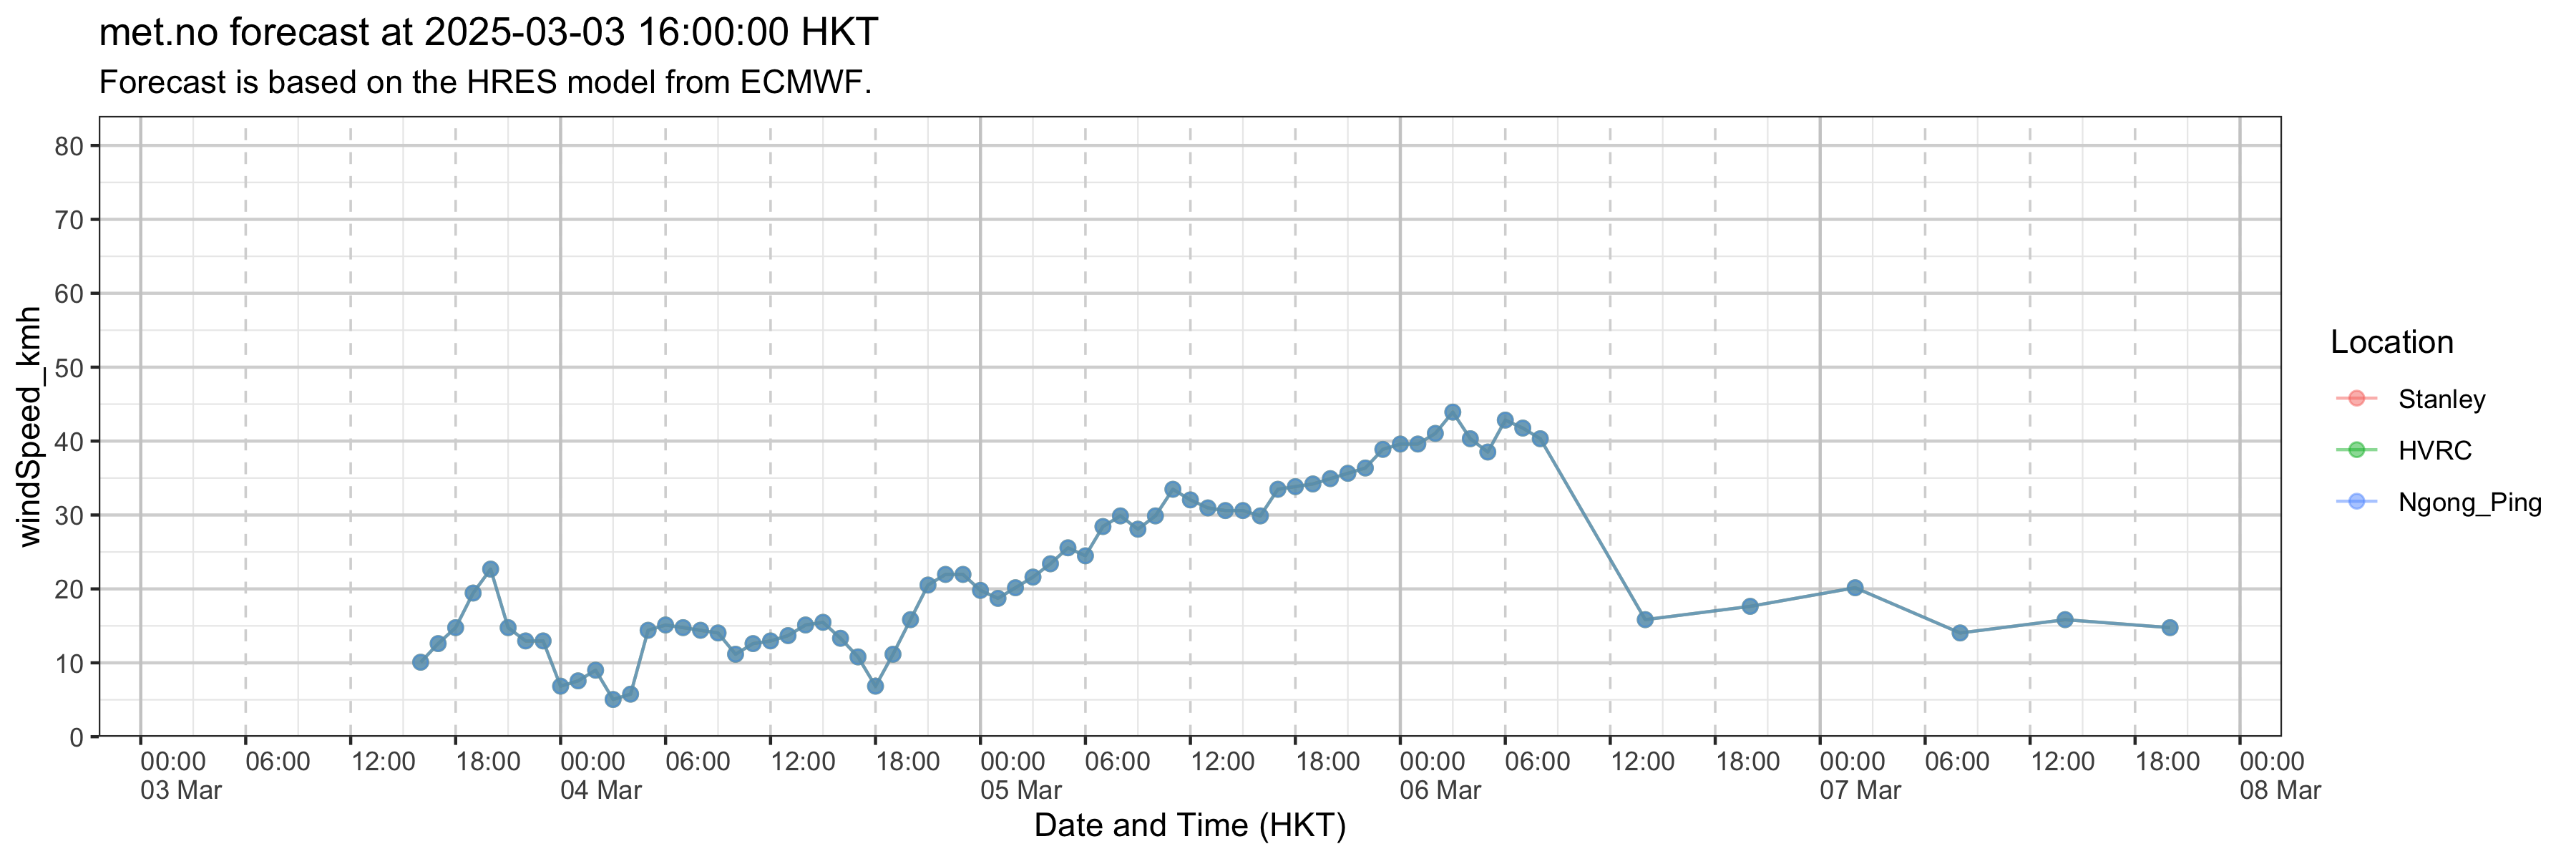 met.no forecast at 2025-03-03 16:00:00 HKT
Forecast is based on the HRES model from ECMWF.
windSpeed_kmh
80
70
60
50
40
30
20
10
0
00:00 06:00 12:00 18:00 00:00 06:00 12:00 18:00 00:00 06:00 12:00 18:00 00:00 06:00 12:00 18:00 00:00 06:00 12:00 18:00 00:00
03 Mar 04 Mar 05 Mar 06 Mar 07 Mar 08 Mar
Date and Time (HKT)
Location
Stanley
HVRC
Ngong_Ping